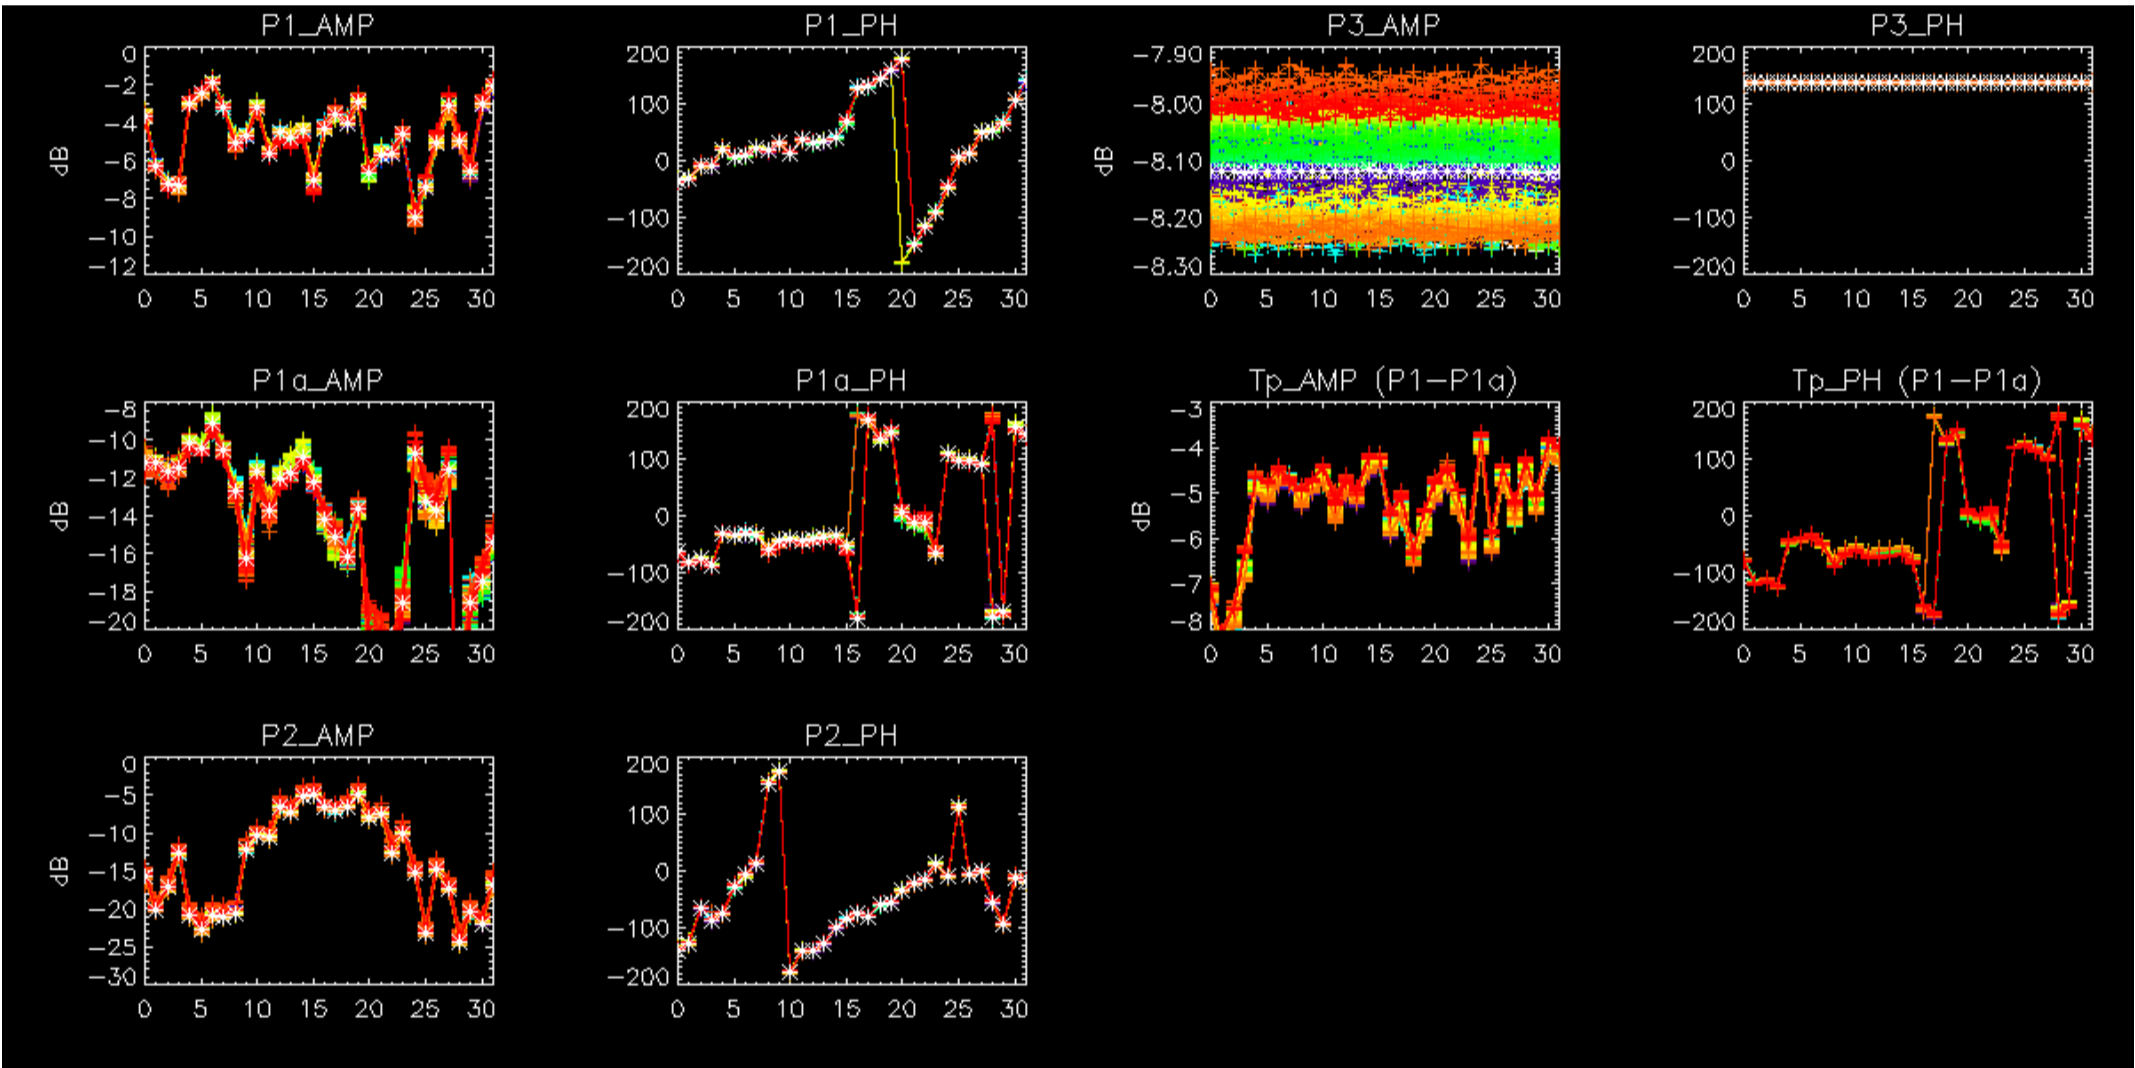 P1_AMP
P1_PH
P3_AMP
P3_PH
0
−2
−4
−6
−8
−10
−12
dB
0 5 10 15 20 25 30
200
100
0
−100
−200
0 5 10 15 20 25 30
−7.90
−8.00
−8.10
−8.20
−8.30
dB
0 5 10 15 20 25 30
200
100
0
−100
−200
0 5 10 15 20 25 30
P1a_AMP
P1a_PH
Tp_AMP (P1−P1a)
Tp_PH (P1−P1a)
−8
−10
−12
−14
−16
−18
−20
dB
0 5 10 15 20 25 30
200
100
0
−100
−200
0 5 10 15 20 25 30
−3
−4
−5
−6
−7
−8
dB
0 5 10 15 20 25 30
200
100
0
−100
−200
0 5 10 15 20 25 30
P2_AMP
P2_PH
0
−5
−10
−15
−20
−25
−30
dB
0 5 10 15 20 25 30
200
100
0
−100
−200
0 5 10 15 20 25 30